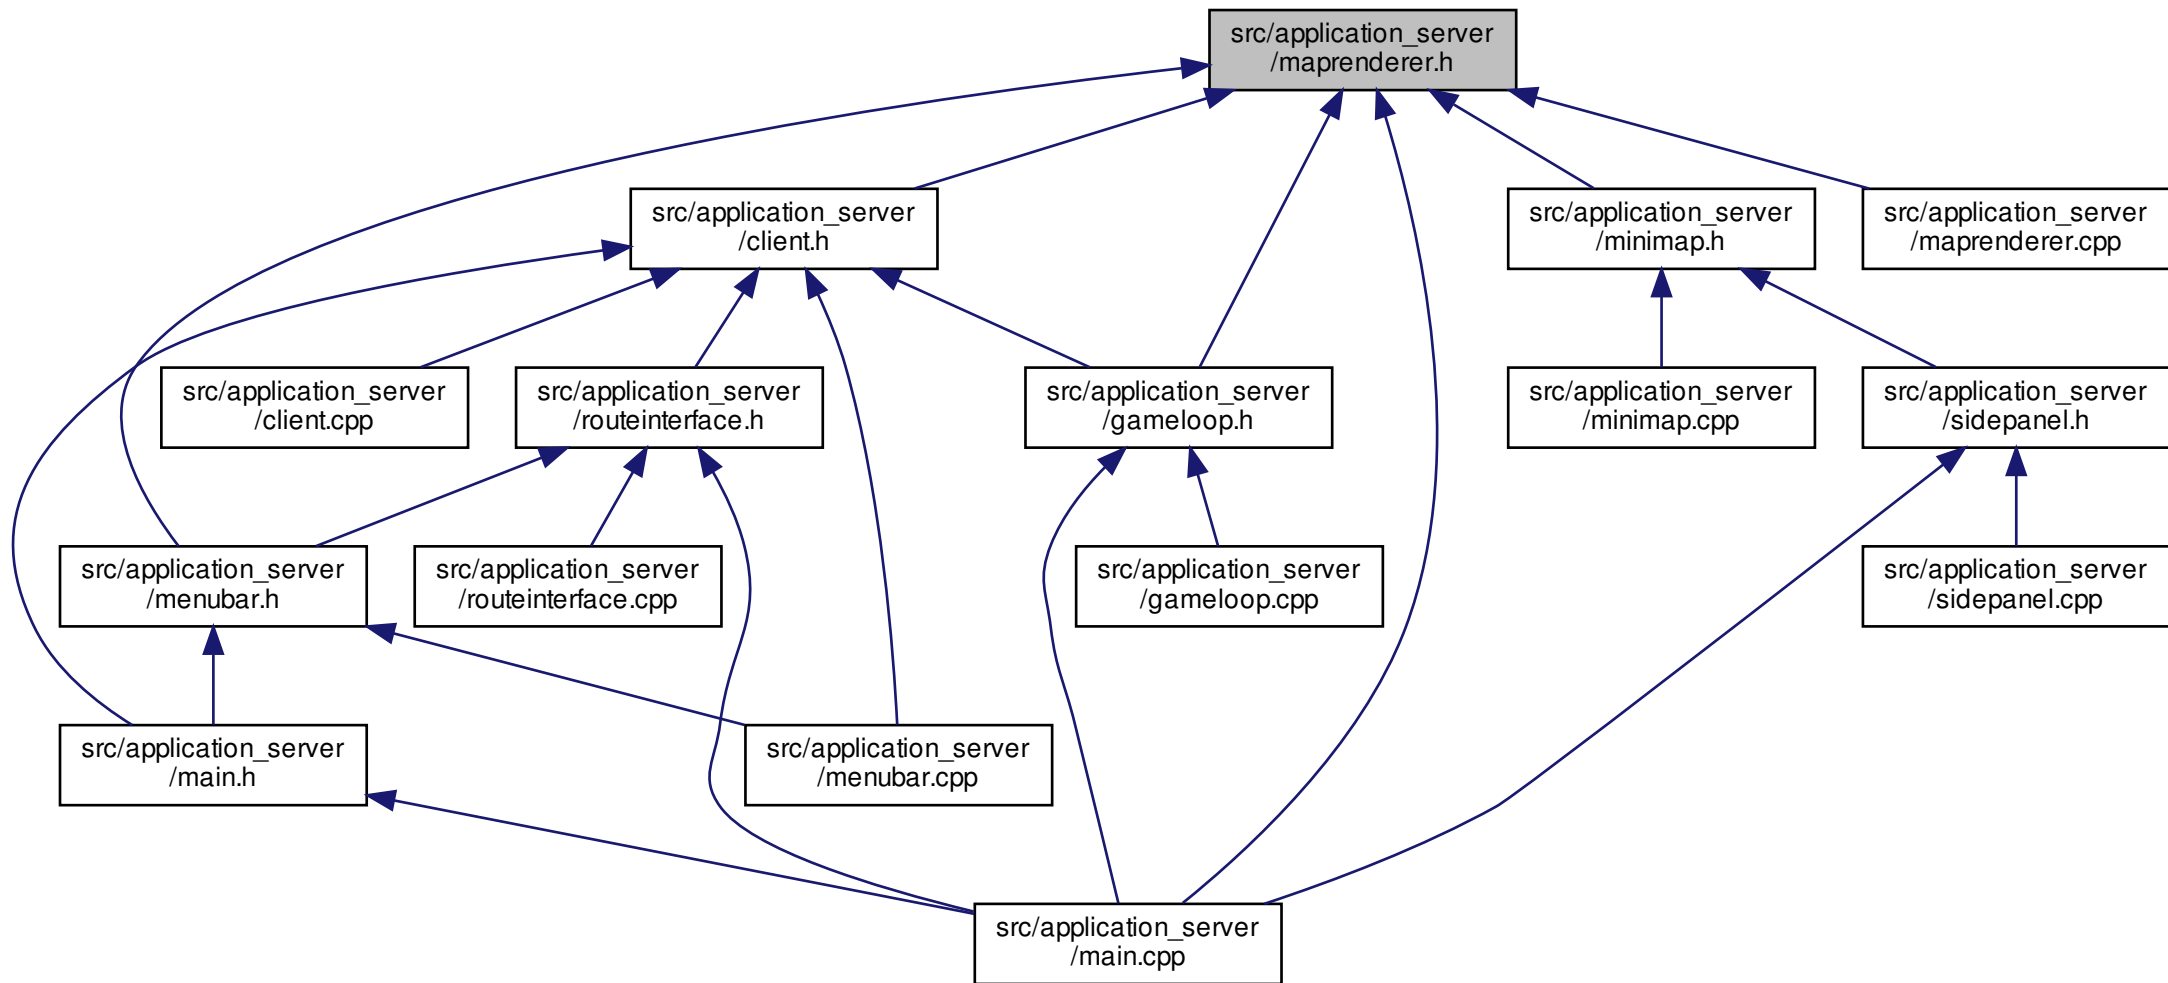 src/application_server
/maprenderer.h
src/application_server
/client.h
src/application_server
/minimap.h
src/application_server
/maprenderer.cpp
src/application_server
/client.cpp
src/application_server
/routeinterface.h
src/application_server
/gameloop.h
src/application_server
/minimap.cpp
src/application_server
/sidepanel.h
src/application_server
/menubar.h
src/application_server
/routeinterface.cpp
src/application_server
/gameloop.cpp
src/application_server
/sidepanel.cpp
src/application_server
/main.h
src/application_server
/menubar.cpp
src/application_server
/main.cpp